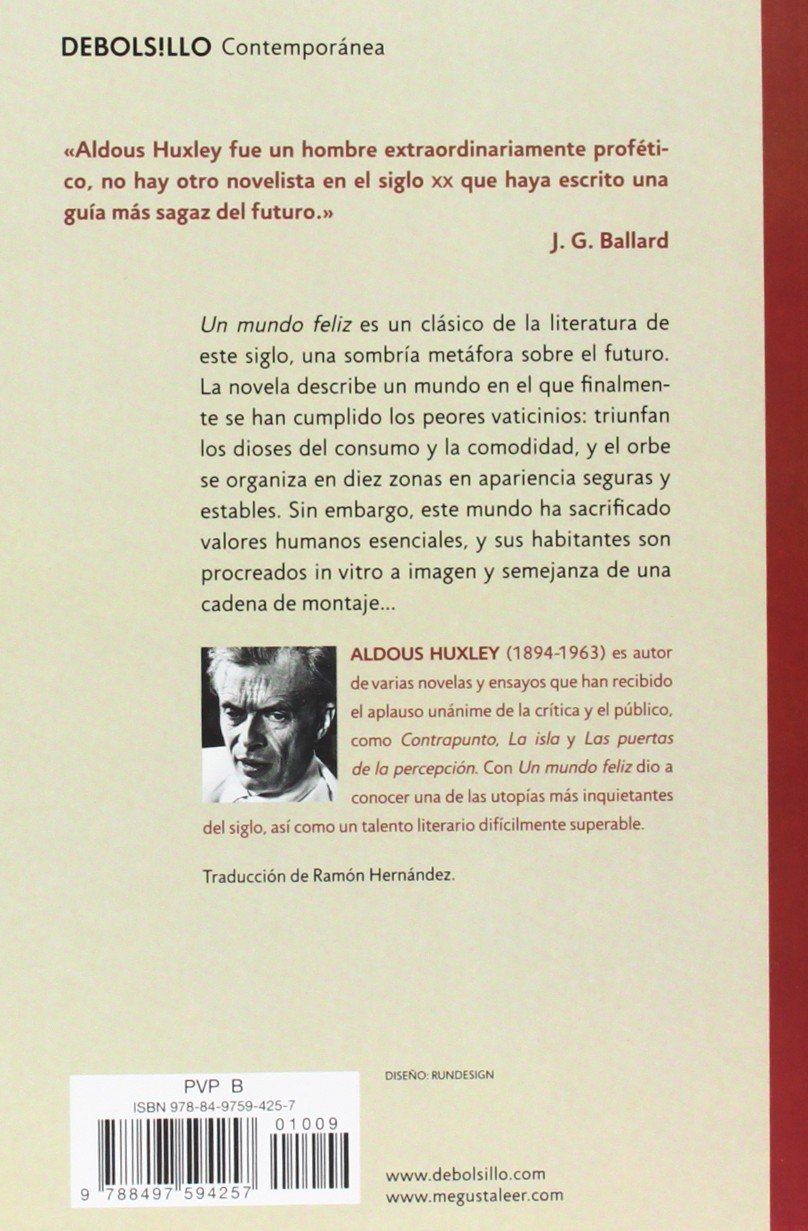 DEBOLS!LLO Contemporánea
«Aldous Huxley fue un hombre extraordinariamente proféti-
co, no hay otro novelista en el siglo XX que haya escrito una
guía más sagaz del futuro.»
J. G. Ballard
Un mundo feliz es un clásico de la literatura de
este siglo, una sombría metáfora sobre el futuro.
La novela describe un mundo en el que finalmen-
te se han cumplido los peores vaticinios: triunfan
los dioses del consumo y la comodidad, y el orbe
se organiza en diez zonas en apariencia seguras y
estables. Sin embargo, este mundo ha sacrificado
valores humanos esenciales, y sus habitantes son
procreados in vitro a imagen y semejanza de una
cadena de montaje...
ALDOUS HUXLEY (1894-1963) es autor
de varias novelas y ensayos que han recibido
el aplauso unánime de la crítica y el público,
como Contrapunto, La isla y Las puertas
de la percepción. Con Un mundo feliz dio a
conocer una de las utopías más inquietantes
del siglo, así como un talento literario difícilmente superable.
Traducción de Ramón Hernández.
DISEÑO: RUNDESIGN
PVP B
ISBN 978-84-9759-425-7
01009
9 788497 594257
www.debolsillo.com
www.megustaleer.com